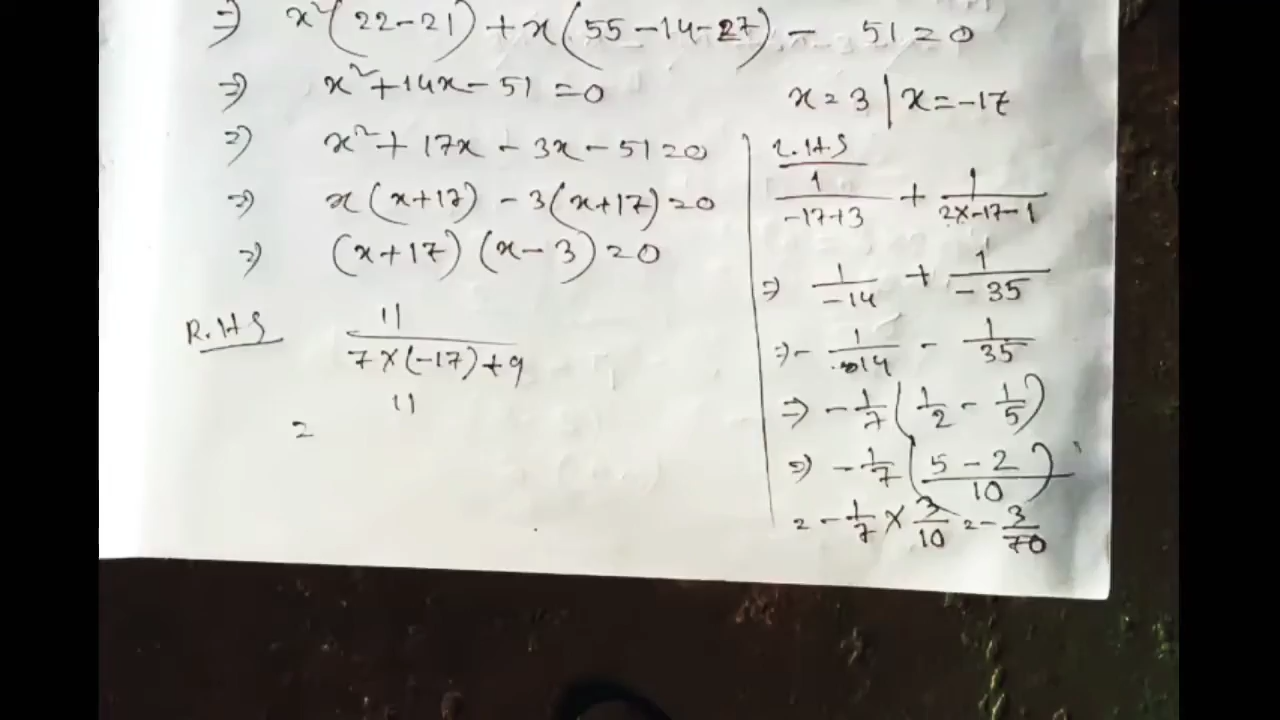 ⇒ x²(22-21) + x(55-14-27) - 51 = 0
⇒ x²+14x-51 = 0
⇒ x²+17x-3x-51=0
⇒ x(x+17) -3(x+17)=0
⇒ (x+17)(x-3)=0
R.H.S 11/(7×(-17)+9)
= 11
x = 3 | x = -17
L.H.S
1/(-17+3) + 1/(2×-17-1)
⇒ 1/-14 + 1/-35
⇒ - 1/14 - 1/35
⇒ -1/7(1/2 - 1/5)
⇒ -1/7((5-2)/10)
= -1/7 × 3/10 = -3/70